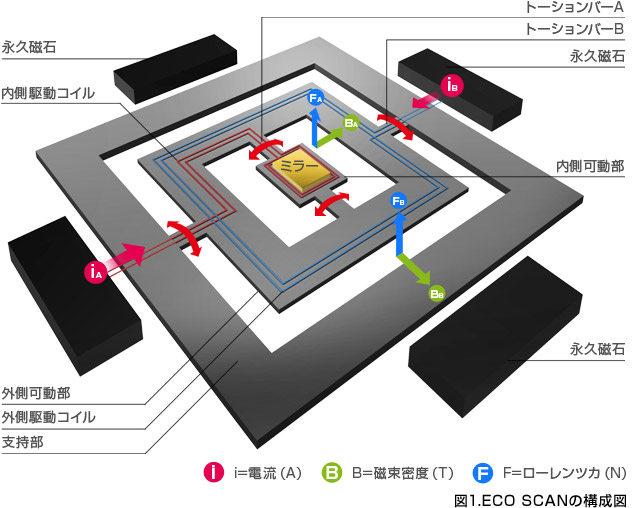 トーションバーA
トーションバーB
永久磁石
永久磁石
内側駆動コイル
iB
FA
BA
ミラー
内側可動部
FB
iA
BB
永久磁石
外側可動部
外側駆動コイル
支持部
i i=電流(A) B B=磁束密度(T) F F=ローレンツカ(N)
図1.ECO SCANの構成図